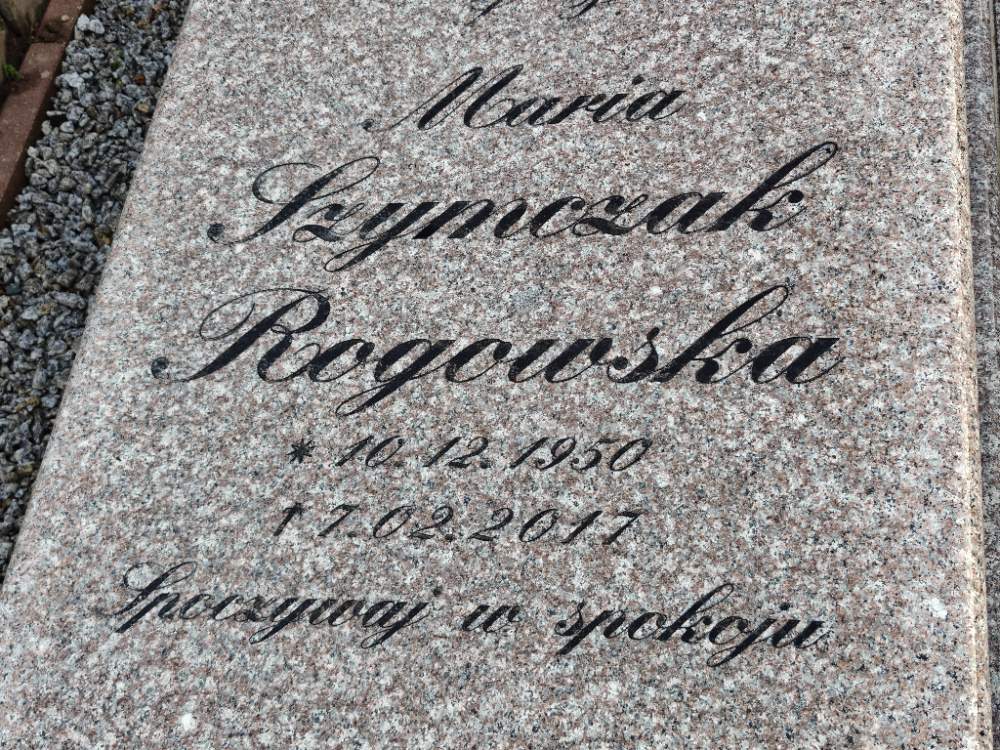 Maria
Szymczak
Rogowska
* 10.12.1950
† 7.02.2017
Spoczywaj w spokoju